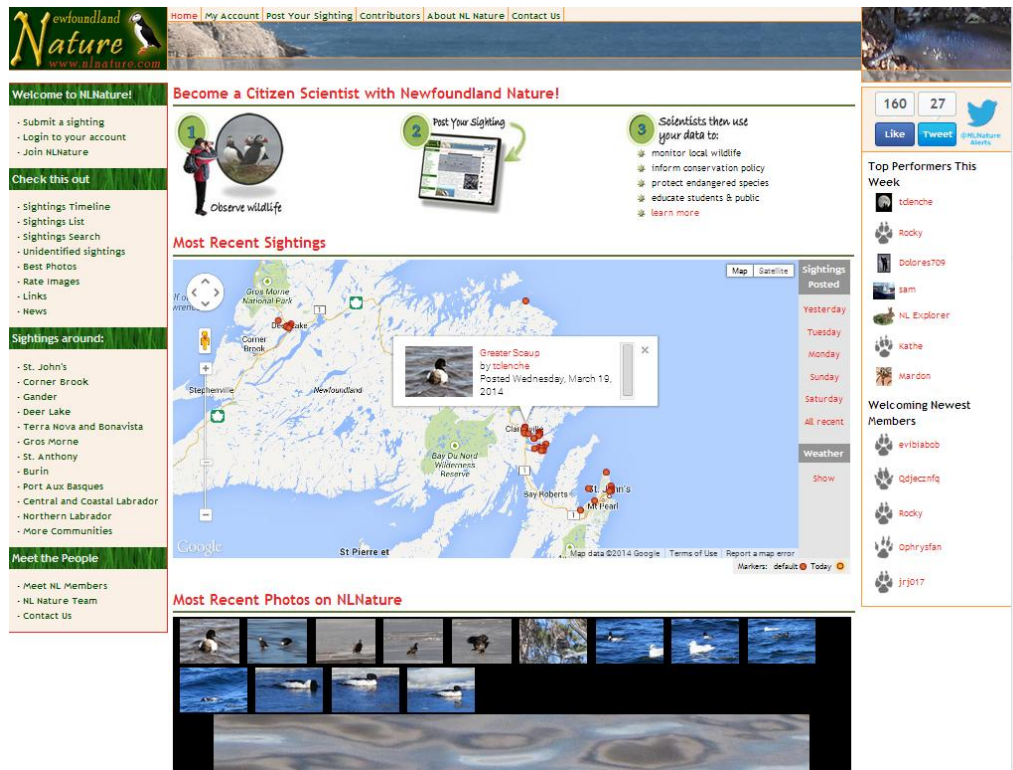 Newfoundland
Nature
www.nlnature.com
Home My Account Post Your Sighting Contributors About NL Nature Contact Us
Welcome to NLNature!
· Submit a sighting
· Login to your account
· Join NLNature
Check this out
· Sightings Timeline
· Sightings List
· Sightings Search
· Unidentified sightings
· Best Photos
· Rate Images
· Links
· News
Sightings around:
· St. John's
· Corner Brook
· Gander
· Deer Lake
· Terra Nova and Bonavista
· Gros Morne
· St. Anthony
· Burin
· Port Aux Basques
· Central and Coastal Labrador
· Northern Labrador
· More Communities
Meet the People
· Meet NL Members
· NL Nature Team
· Contact Us
Become a Citizen Scientist with Newfoundland Nature!
1
Observe wildlife
2
Post Your Sighting
3
Scientists then use
your data to:
monitor local wildlife
inform conservation policy
protect endangered species
educate students & public
learn more
Most Recent Sightings
Map Satellite
Gros Morne
National Park
1
Corner
Brook
Stephenville
Newfoundland
Greater Scaup
by tclenche
Posted Wednesday, March 19,
2014
×
Bay Du Nord
Wilderness
Reserve
1
Bay Roberts
St. John's
Mt Pearl
1
St Pierre et
Google
Map data ©2014 Google Terms of Use Report a map error
Markers: default Today
Sightings
Posted
Yesterday
Tuesday
Monday
Sunday
Saturday
All recent
Weather
Show
Most Recent Photos on NLNature
160 27
Like Tweet
@NLNature
Alerts
Top Performers This
Week
tclenche
Rocky
Dolores709
sam
NL Explorer
Kathe
Mardon
Welcoming Newest
Members
evibiabob
Qdjecznfq
Rocky
Ophrysfan
jrj017